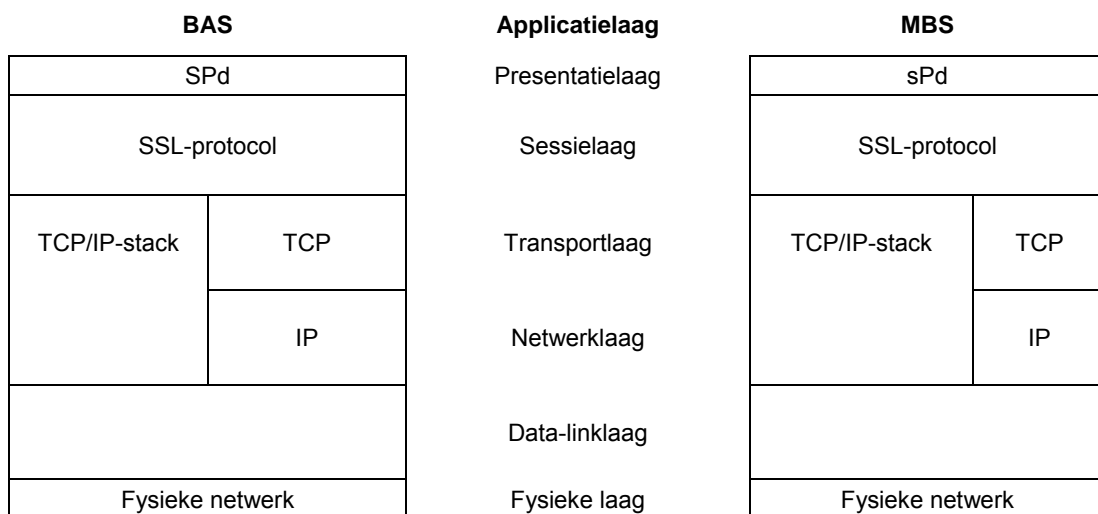 BAS Applicatielaag MBS
SPd Presentatielaag sPd
SSL-protocol Sessielaag SSL-protocol
TCP/IP-stack TCP Transportlaag TCP/IP-stack TCP
IP Netwerklaag IP
Data-linklaag
Fysieke netwerk Fysieke laag Fysieke netwerk